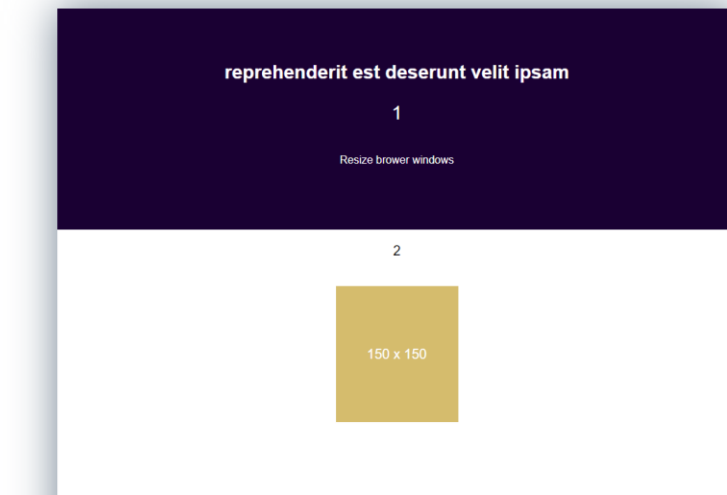 reprehenderit est deserunt velit ipsam
1
Resize brower windows
2
150 x 150